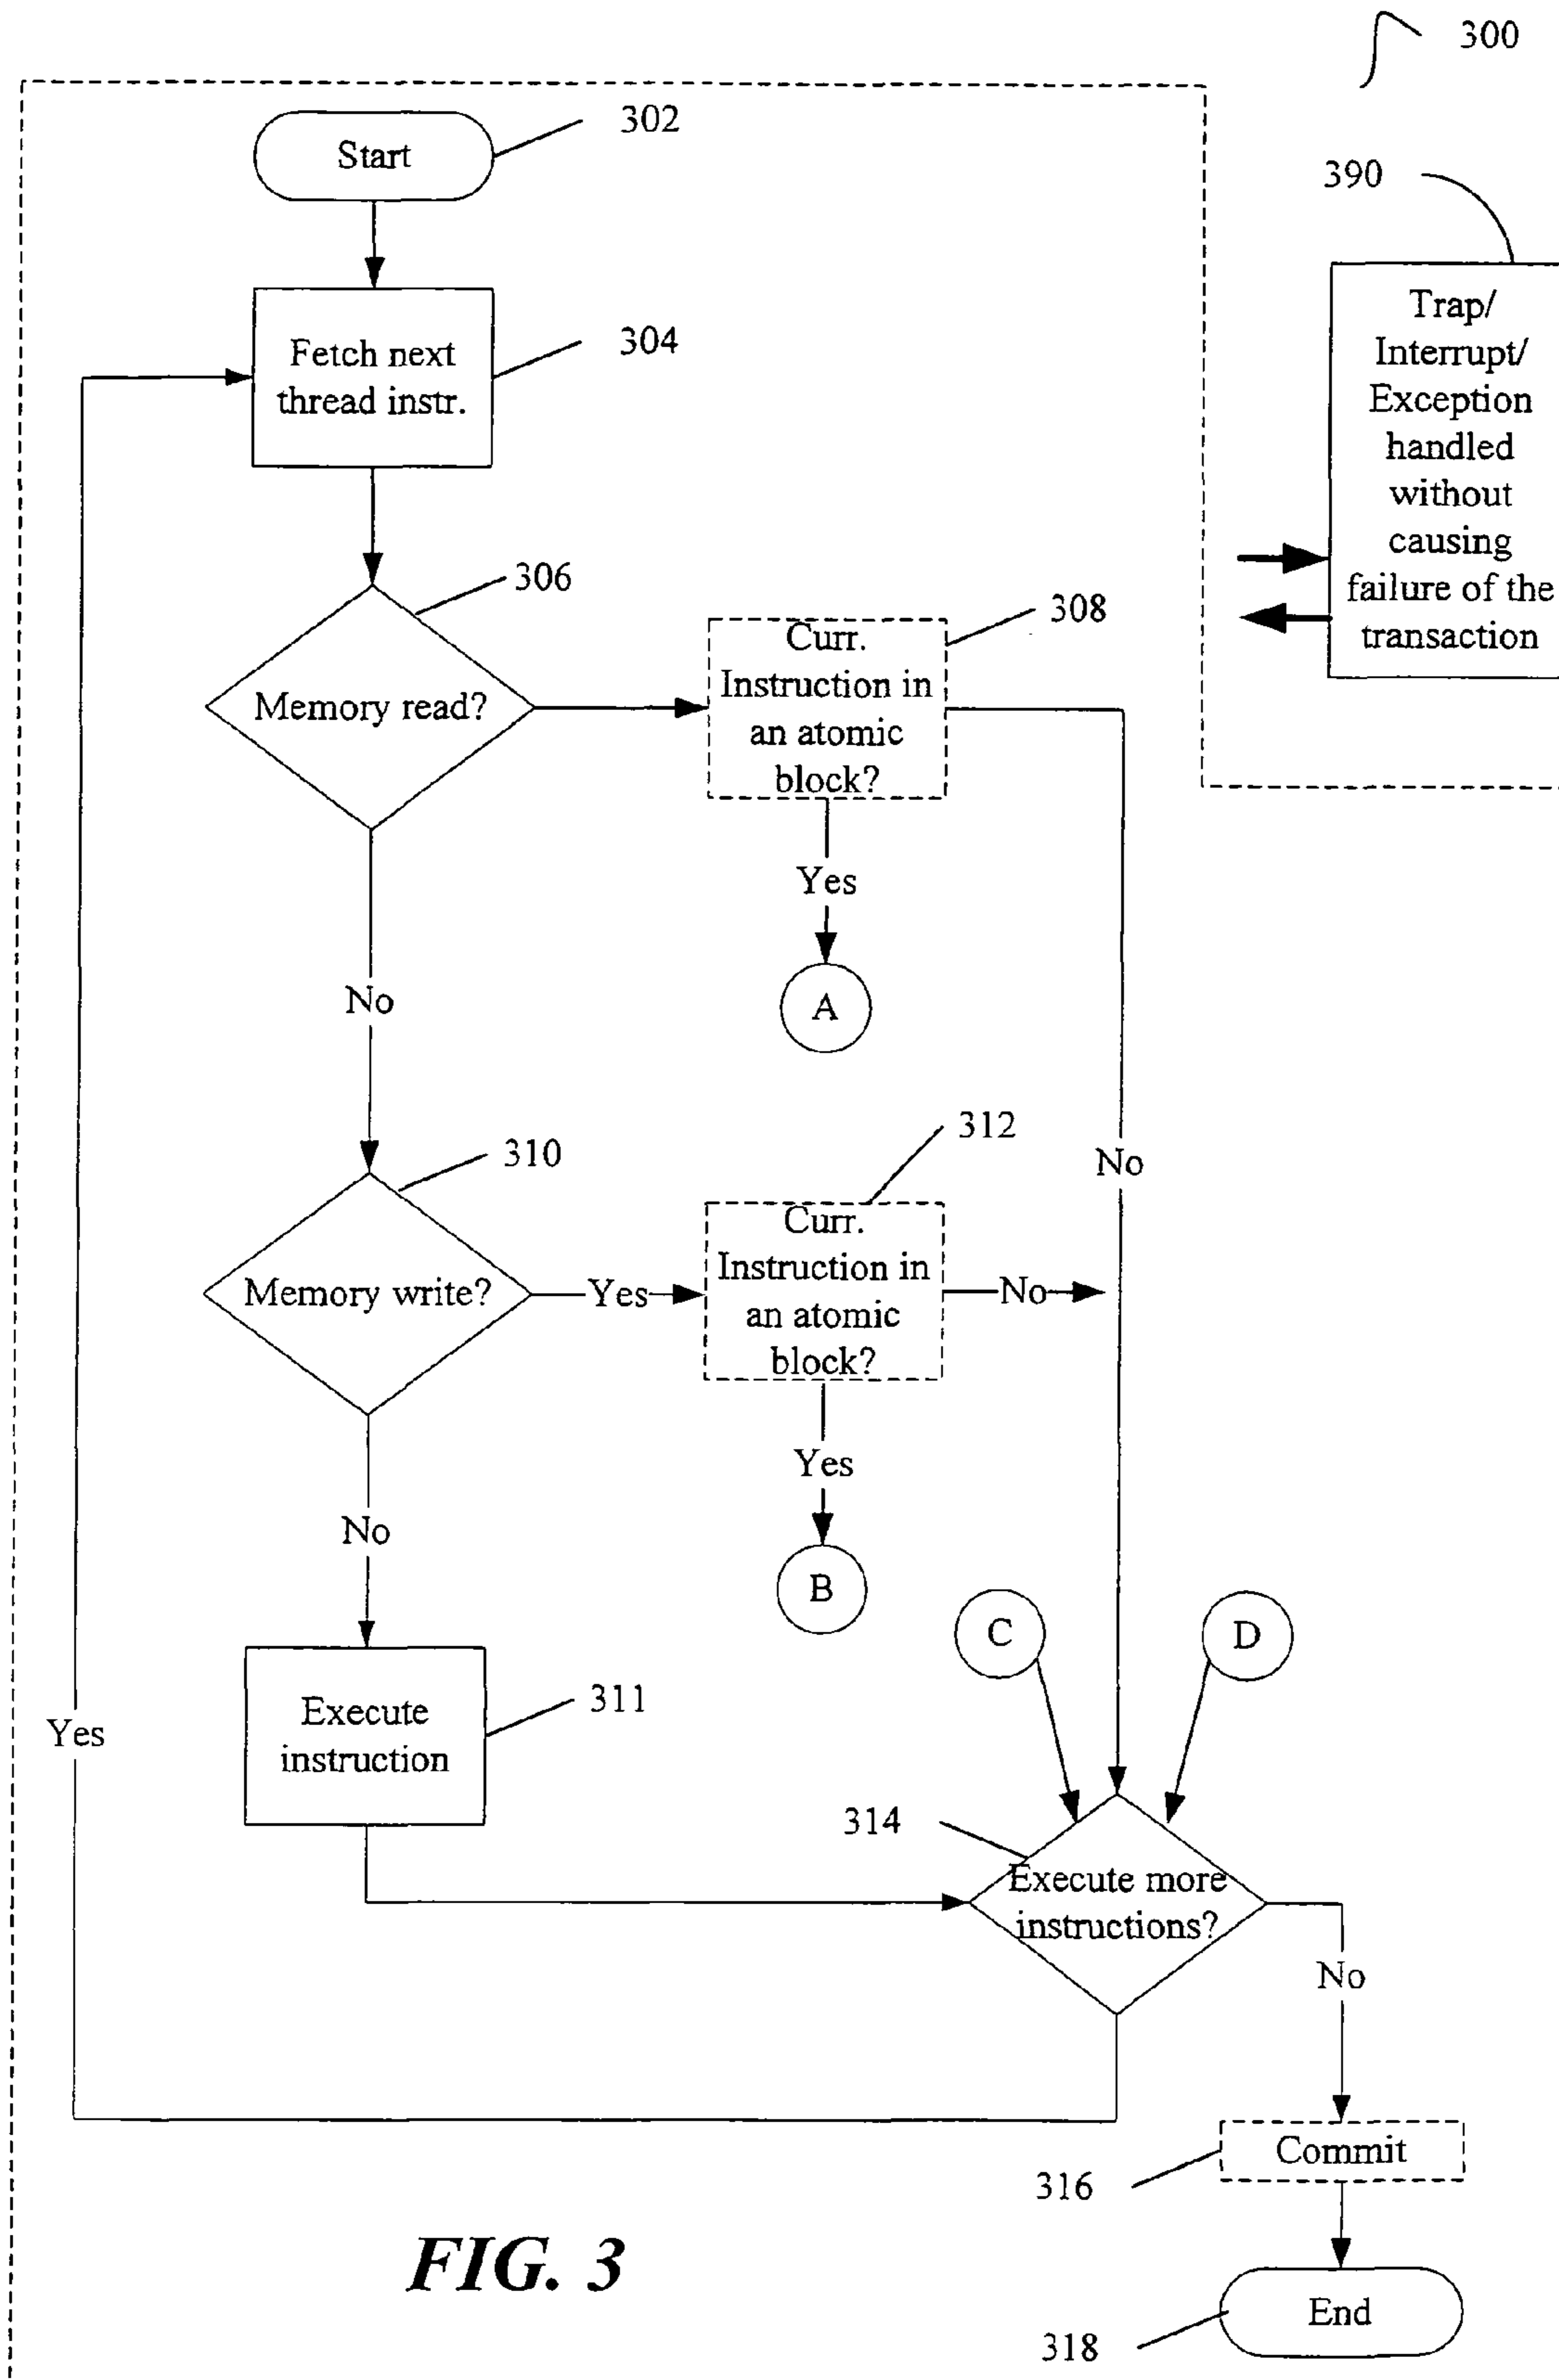 300
302
Start
390
304
Fetch next
thread instr.
Trap/
Interrupt/
Exception
handled
without
causing
failure of the
transaction
306
Memory read?
308
Curr.
Instruction in
an atomic
block?
Yes
A
No
No
310
Memory write?
Yes
312
Curr.
Instruction in
an atomic
block?
No
Yes
B
No
311
Execute
instruction
Yes
C
D
314
Execute more
instructions?
No
316
Commit
FIG. 3
318
End